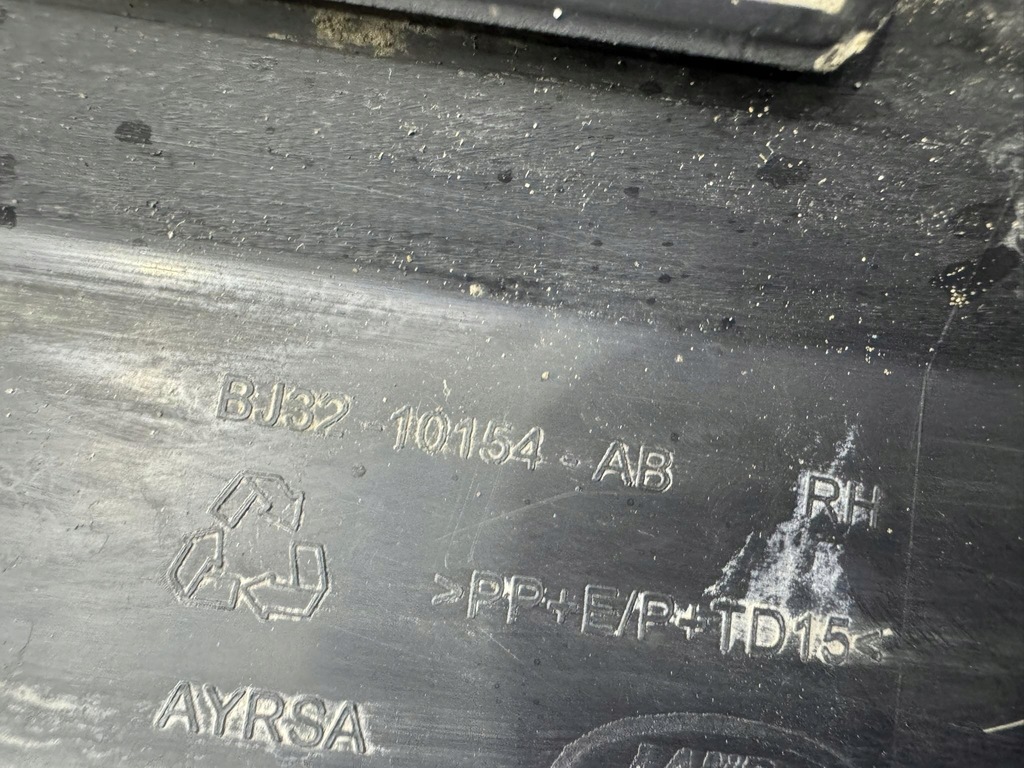 BJ32-10154-AB
RH
>PP+E/P+TD15<
AYRSA